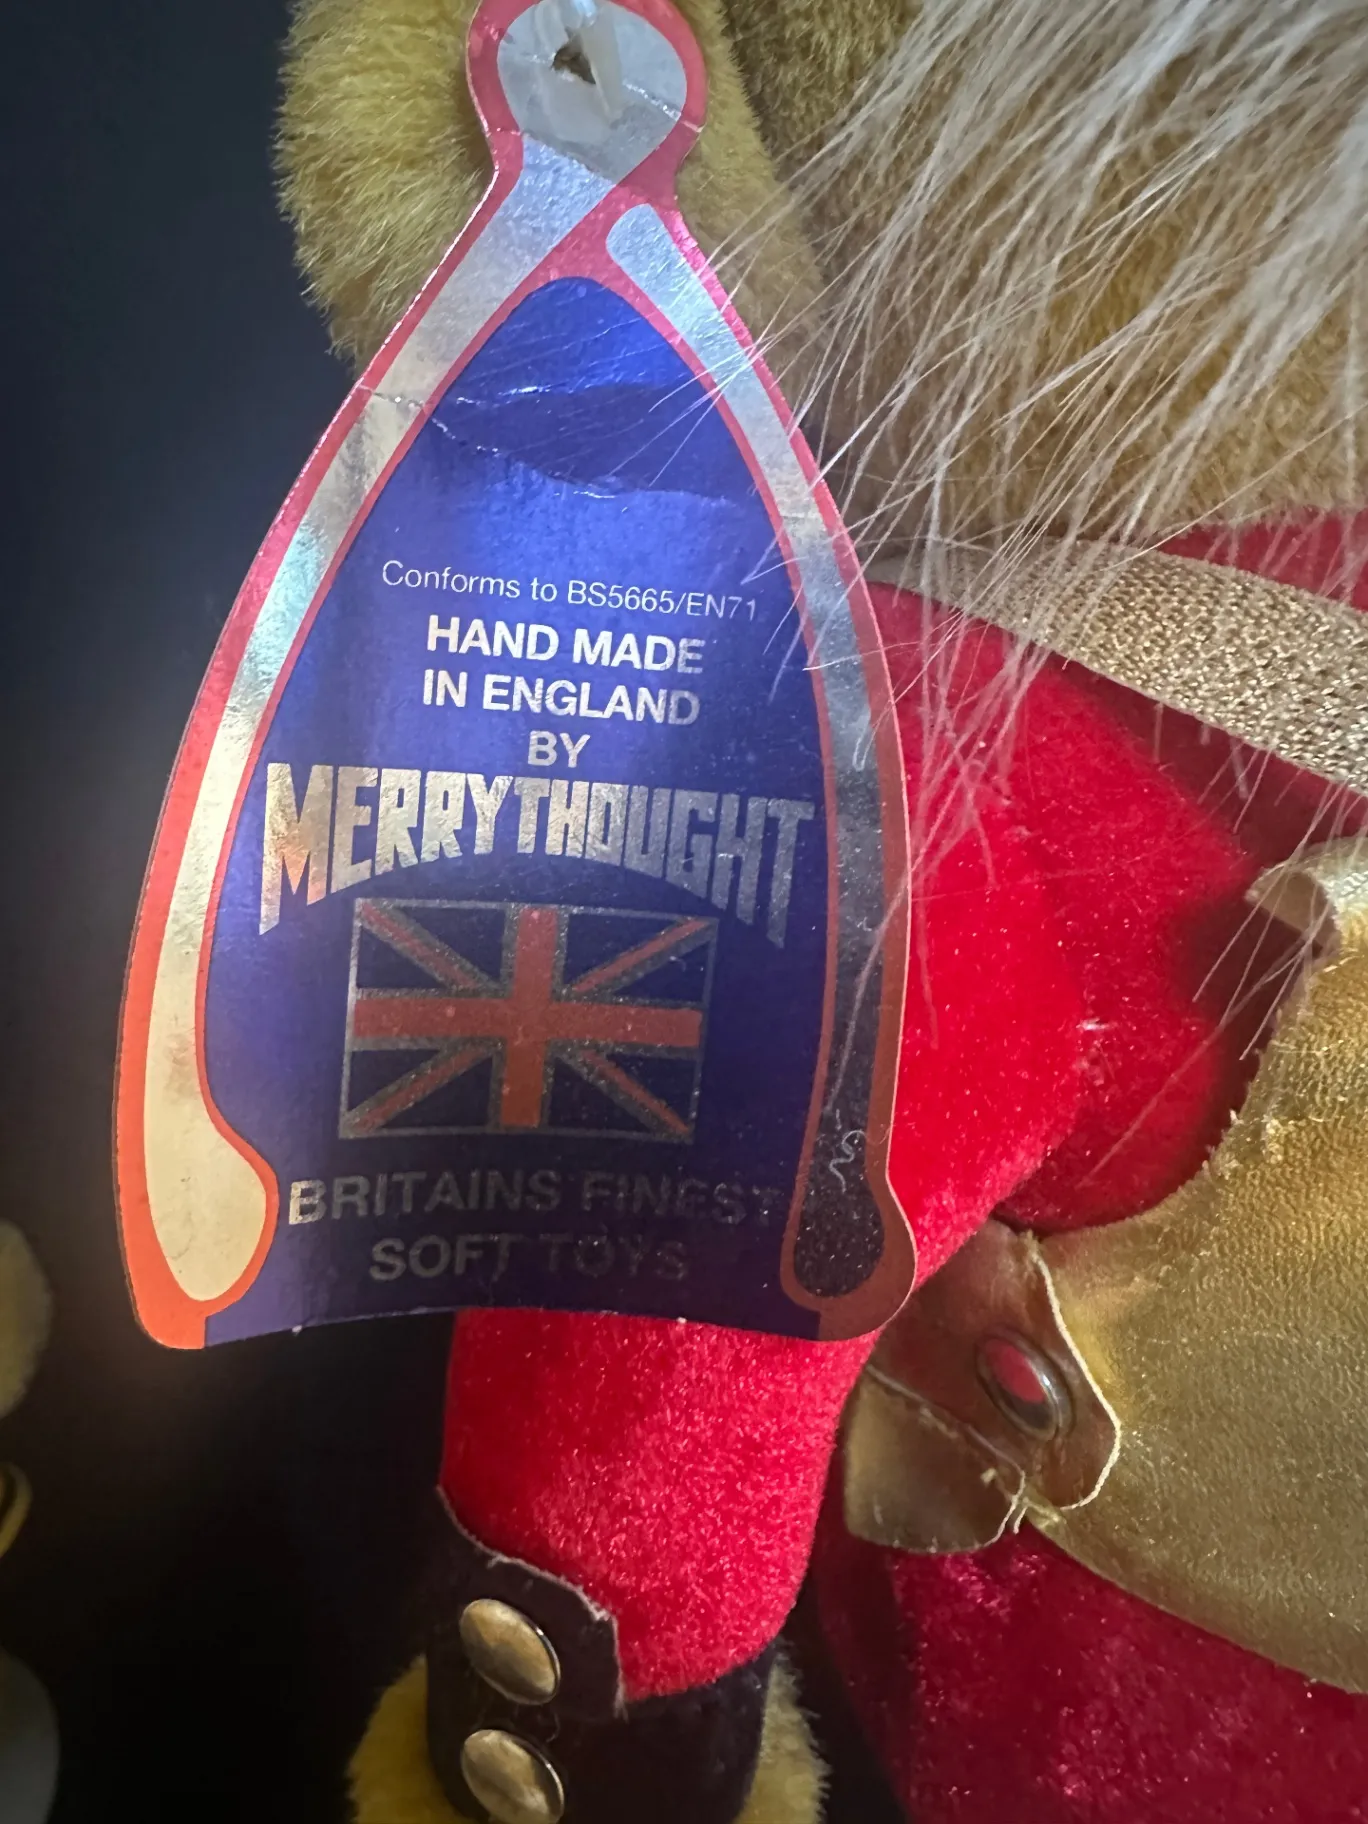 Conforms to BS5665/EN71
HAND MADE
IN ENGLAND
BY
MERRYTHOUGHT
BRITAINS FINEST
SOFT TOYS